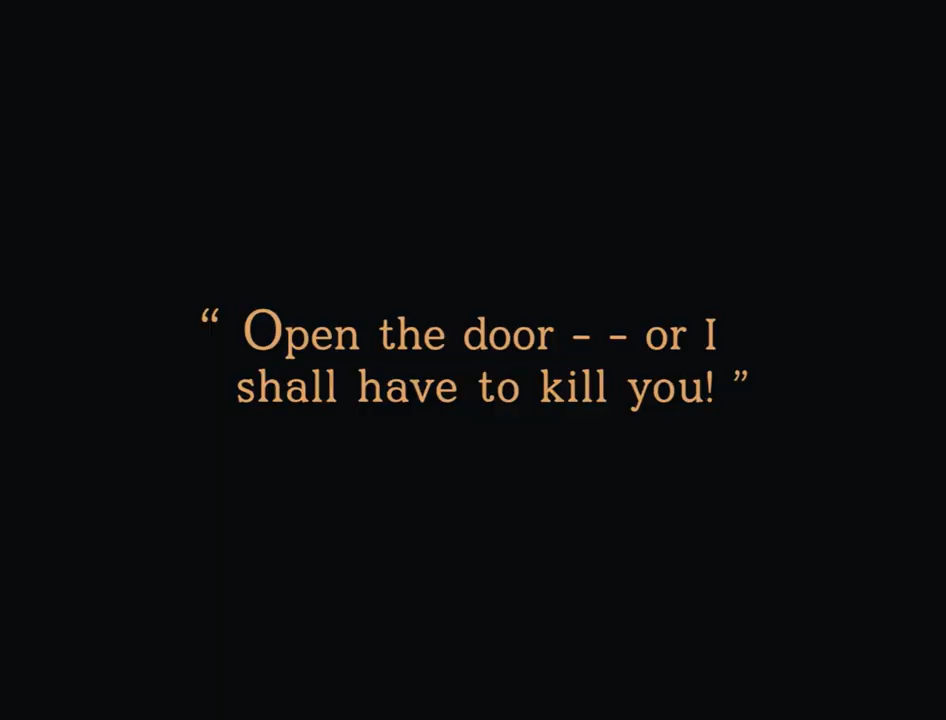 “ Open the door - - or I
shall have to kill you! ”